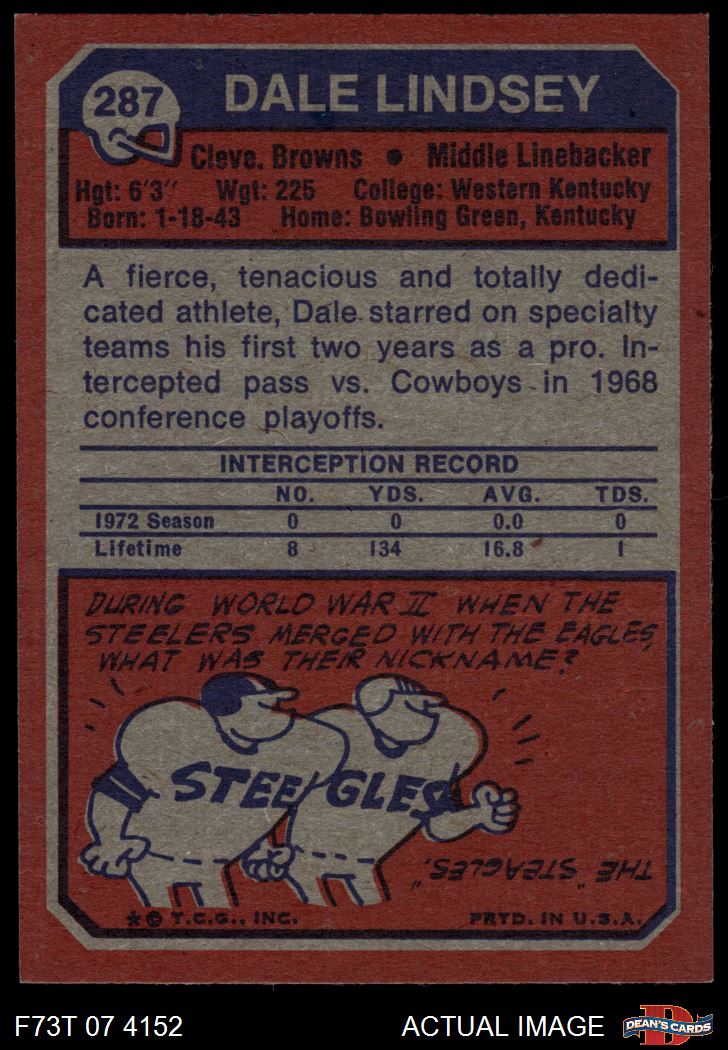 287
DALE LINDSEY
Cleve. Browns • Middle Linebacker
Hgt: 6'3" Wgt: 225 College: Western Kentucky
Born: 1-18-43 Home: Bowling Green, Kentucky
A fierce, tenacious and totally dedi-
cated athlete, Dale starred on specialty
teams his first two years as a pro. In-
tercepted pass vs. Cowboys in 1968
conference playoffs.
INTERCEPTION RECORD
NO. YDS. AVG. TDS.
1972 Season 0 0 0.0 0
Lifetime 8 134 16.8 1
DURING WORLD WAR II WHEN THE
STEELERS MERGED WITH THE EAGLES,
WHAT WAS THEIR NICKNAME?
STEE GLES
THE "STEAGLES."
* © T.C.G., INC. PRTD. IN U.S.A.
F73T 07 4152 ACTUAL IMAGE
D
DEAN'S CARDS